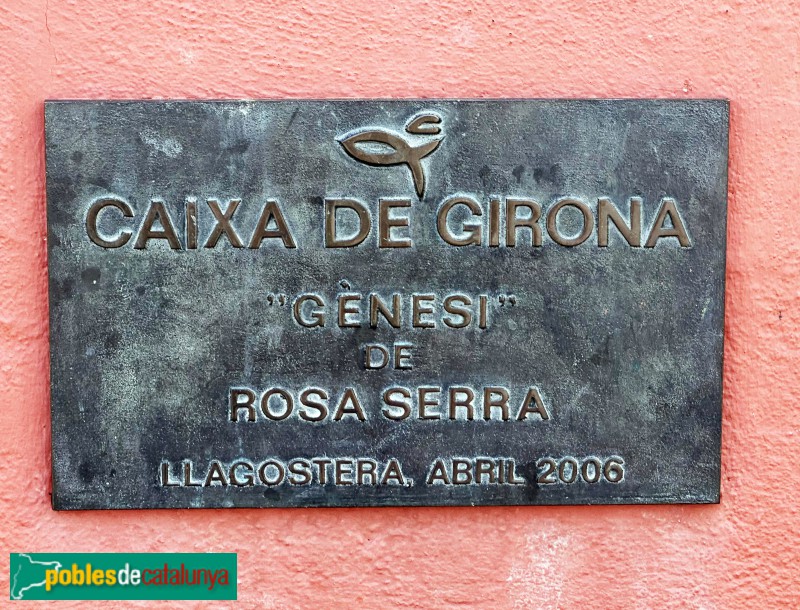 CAIXA DE GIRONA
"GÈNESI"
DE
ROSA SERRA
LLAGOSTERA, ABRIL 2006
poblesdecatalunya